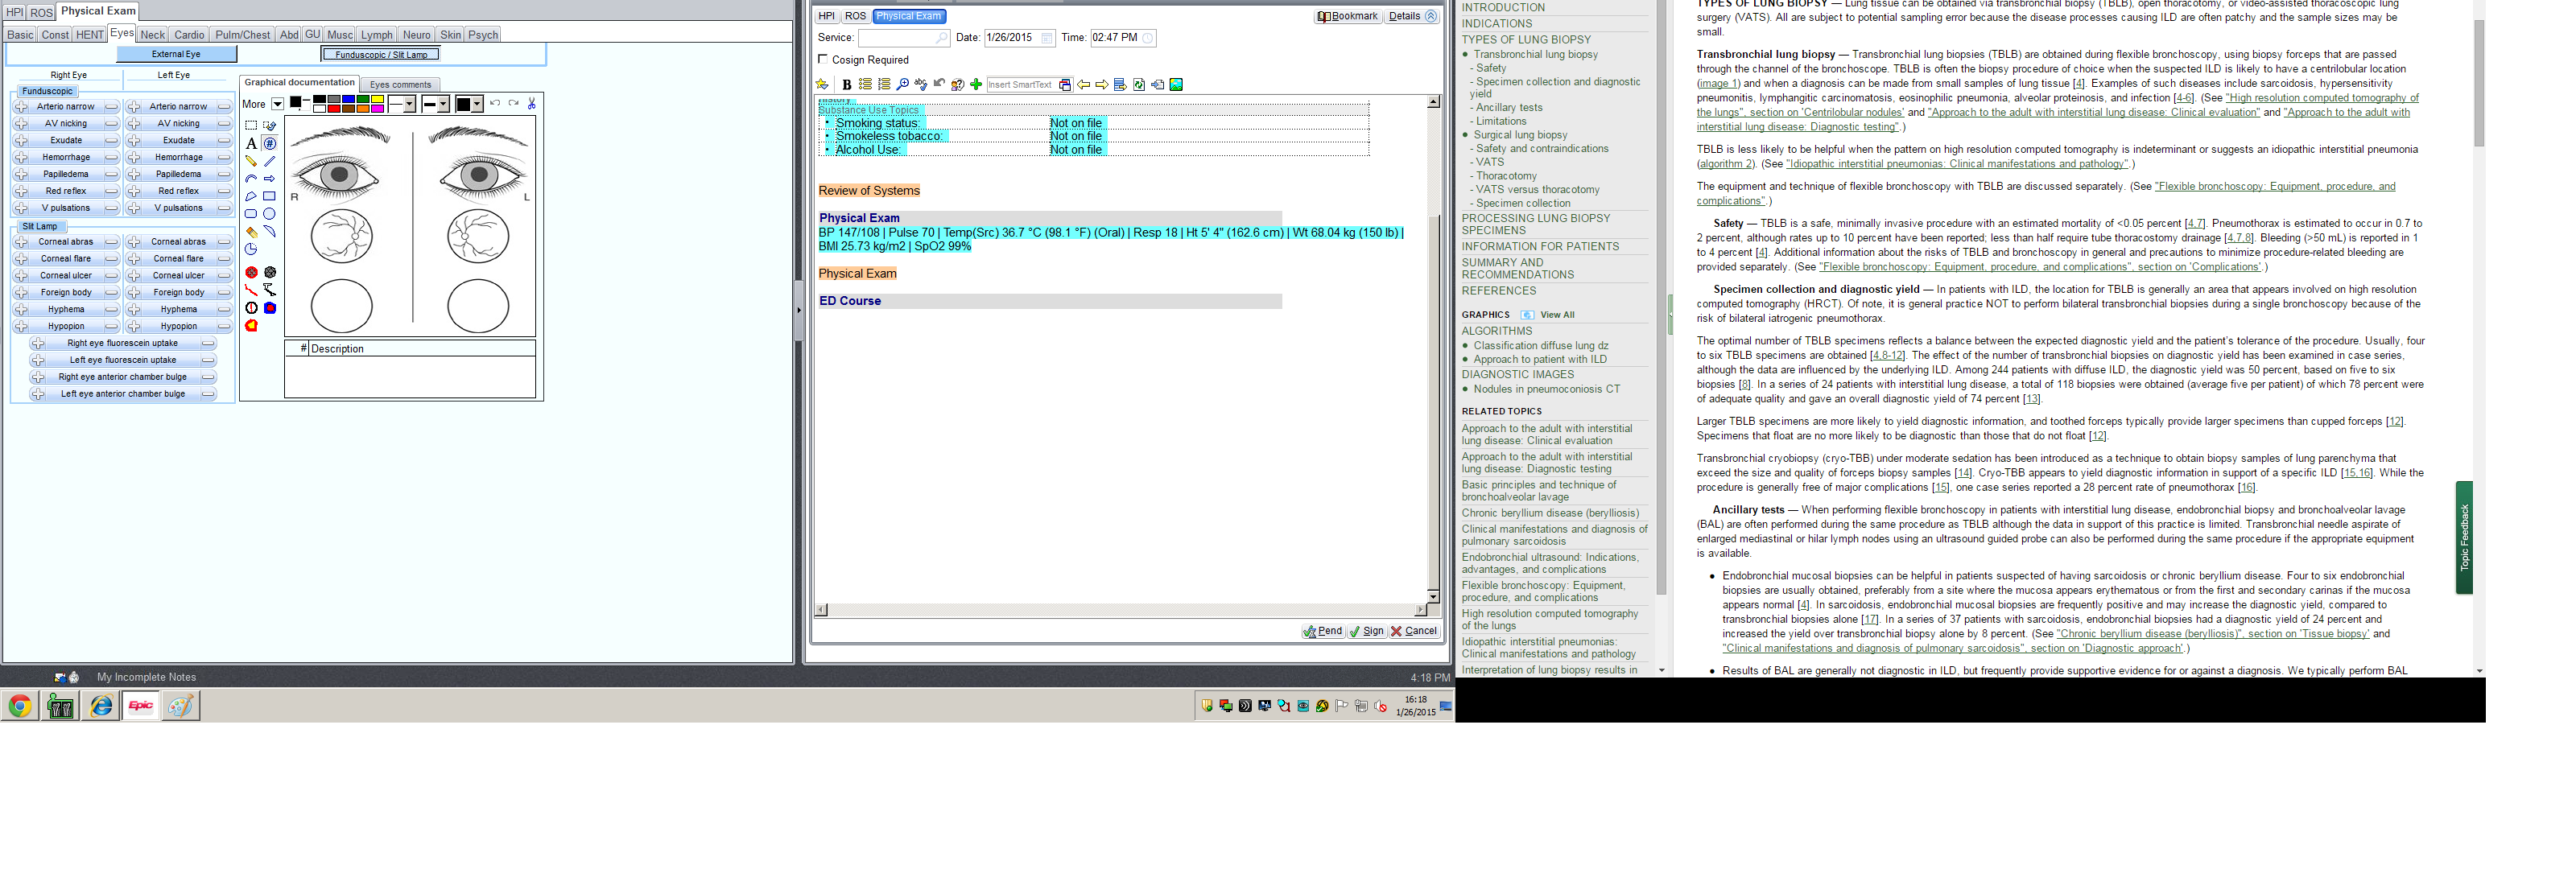 HPI ROS Physical Exam
Basic Const HENT Eyes Neck Cardio Pulm/Chest Abd GU Musc Lymph Neuro Skin Psych
External Eye Funduscopic / Slit Lamp
Right Eye Left Eye
Funduscopic
Arterio narrow Arterio narrow
AV nicking AV nicking
Exudate Exudate
Hemorrhage Hemorrhage
Papilledema Papilledema
Red reflex Red reflex
V pulsations V pulsations
Slit Lamp
Corneal abras Corneal abras
Corneal flare Corneal flare
Corneal ulcer Corneal ulcer
Foreign body Foreign body
Hyphema Hyphema
Hypopion Hypopion
Right eye fluorescein uptake
Left eye fluorescein uptake
Right eye anterior chamber bulge
Left eye anterior chamber bulge
Graphical documentation Eyes comments
More
A
R L
# Description
My Incomplete Notes
4:18 PM
Epic
16:18
1/26/2015
HPI ROS Physical Exam Bookmark Details
Service: Date: 1/26/2015 Time: 02:47 PM
Cosign Required
B Insert SmartText
History
Substance Use Topics
• Smoking status: Not on file
• Smokeless tobacco: Not on file
• Alcohol Use: Not on file
Review of Systems
Physical Exam
BP 147/108 | Pulse 70 | Temp(Src) 36.7 °C (98.1 °F) (Oral) | Resp 18 | Ht 5' 4" (162.6 cm) | Wt 68.04 kg (150 lb) |
BMI 25.73 kg/m2 | SpO2 99%
Physical Exam
ED Course
Pend Sign Cancel
INTRODUCTION
INDICATIONS
TYPES OF LUNG BIOPSY
• Transbronchial lung biopsy
- Safety
- Specimen collection and diagnostic
yield
- Ancillary tests
- Limitations
• Surgical lung biopsy
- Safety and contraindications
- VATS
- Thoracotomy
- VATS versus thoracotomy
- Specimen collection
PROCESSING LUNG BIOPSY
SPECIMENS
INFORMATION FOR PATIENTS
SUMMARY AND
RECOMMENDATIONS
REFERENCES
GRAPHICS View All
ALGORITHMS
• Classification diffuse lung dz
• Approach to patient with ILD
DIAGNOSTIC IMAGES
• Nodules in pneumoconiosis CT
RELATED TOPICS
Approach to the adult with interstitial
lung disease: Clinical evaluation
Approach to the adult with interstitial
lung disease: Diagnostic testing
Basic principles and technique of
bronchoalveolar lavage
Chronic beryllium disease (berylliosis)
Clinical manifestations and diagnosis of
pulmonary sarcoidosis
Endobronchial ultrasound: Indications,
advantages, and complications
Flexible bronchoscopy: Equipment,
procedure, and complications
High resolution computed tomography
of the lungs
Idiopathic interstitial pneumonias:
Clinical manifestations and pathology
Interpretation of lung biopsy results in
TYPES OF LUNG BIOPSY — Lung tissue can be obtained via transbronchial biopsy (TBLB), open thoracotomy, or video-assisted thoracoscopic lung
surgery (VATS). All are subject to potential sampling error because the disease processes causing ILD are often patchy and the sample sizes may be
small.
Transbronchial lung biopsy — Transbronchial lung biopsies (TBLB) are obtained during flexible bronchoscopy, using biopsy forceps that are passed
through the channel of the bronchoscope. TBLB is often the biopsy procedure of choice when the suspected ILD is likely to have a centrilobular location
(image 1) and when a diagnosis can be made from small samples of lung tissue [4]. Examples of such diseases include sarcoidosis, hypersensitivity
pneumonitis, lymphangitic carcinomatosis, eosinophilic pneumonia, alveolar proteinosis, and infection [4-6]. (See "High resolution computed tomography of
the lungs", section on 'Centrilobular nodules' and "Approach to the adult with interstitial lung disease: Clinical evaluation" and "Approach to the adult with
interstitial lung disease: Diagnostic testing".)
TBLB is less likely to be helpful when the pattern on high resolution computed tomography is indeterminant or suggests an idiopathic interstitial pneumonia
(algorithm 2). (See "Idiopathic interstitial pneumonias: Clinical manifestations and pathology".)
The equipment and technique of flexible bronchoscopy with TBLB are discussed separately. (See "Flexible bronchoscopy: Equipment, procedure, and
complications".)
Safety — TBLB is a safe, minimally invasive procedure with an estimated mortality of <0.05 percent [4,7]. Pneumothorax is estimated to occur in 0.7 to
2 percent, although rates up to 10 percent have been reported; less than half require tube thoracostomy drainage [4,7,8]. Bleeding (>50 mL) is reported in 1
to 4 percent [4]. Additional information about the risks of TBLB and bronchoscopy in general and precautions to minimize procedure-related bleeding are
provided separately. (See "Flexible bronchoscopy: Equipment, procedure, and complications", section on 'Complications'.)
Specimen collection and diagnostic yield — In patients with ILD, the location for TBLB is generally an area that appears involved on high resolution
computed tomography (HRCT). Of note, it is general practice NOT to perform bilateral transbronchial biopsies during a single bronchoscopy because of the
risk of bilateral iatrogenic pneumothorax.
The optimal number of TBLB specimens reflects a balance between the expected diagnostic yield and the patient's tolerance of the procedure. Usually, four
to six TBLB specimens are obtained [4,8-12]. The effect of the number of transbronchial biopsies on diagnostic yield has been examined in case series,
although the data are influenced by the underlying ILD. Among 244 patients with diffuse ILD, the diagnostic yield was 50 percent, based on five to six
biopsies [8]. In a series of 24 patients with interstitial lung disease, a total of 118 biopsies were obtained (average five per patient) of which 78 percent were
of adequate quality and gave an overall diagnostic yield of 74 percent [13].
Larger TBLB specimens are more likely to yield diagnostic information, and toothed forceps typically provide larger specimens than cupped forceps [12].
Specimens that float are no more likely to be diagnostic than those that do not float [12].
Transbronchial cryobiopsy (cryo-TBB) under moderate sedation has been introduced as a technique to obtain biopsy samples of lung parenchyma that
exceed the size and quality of forceps biopsy samples [14]. Cryo-TBB appears to yield diagnostic information in support of a specific ILD [15,16]. While the
procedure is generally free of major complications [15], one case series reported a 28 percent rate of pneumothorax [16].
Ancillary tests — When performing flexible bronchoscopy in patients with interstitial lung disease, endobronchial biopsy and bronchoalveolar lavage
(BAL) are often performed during the same procedure as TBLB although the data in support of this practice is limited. Transbronchial needle aspirate of
enlarged mediastinal or hilar lymph nodes using an ultrasound guided probe can also be performed during the same procedure if the appropriate equipment
is available.
• Endobronchial mucosal biopsies can be helpful in patients suspected of having sarcoidosis or chronic beryllium disease. Four to six endobronchial
biopsies are usually obtained, preferably from a site where the mucosa appears erythematous or from the first and secondary carinas if the mucosa
appears normal [4]. In sarcoidosis, endobronchial mucosal biopsies are frequently positive and may increase the diagnostic yield, compared to
transbronchial biopsies alone [17]. In a series of 37 patients with sarcoidosis, endobronchial biopsies had a diagnostic yield of 24 percent and
increased the yield over transbronchial biopsy alone by 8 percent. (See "Chronic beryllium disease (berylliosis)", section on 'Tissue biopsy' and
"Clinical manifestations and diagnosis of pulmonary sarcoidosis", section on 'Diagnostic approach'.)
• Results of BAL are generally not diagnostic in ILD, but frequently provide supportive evidence for or against a diagnosis. We typically perform BAL
Topic Feedback